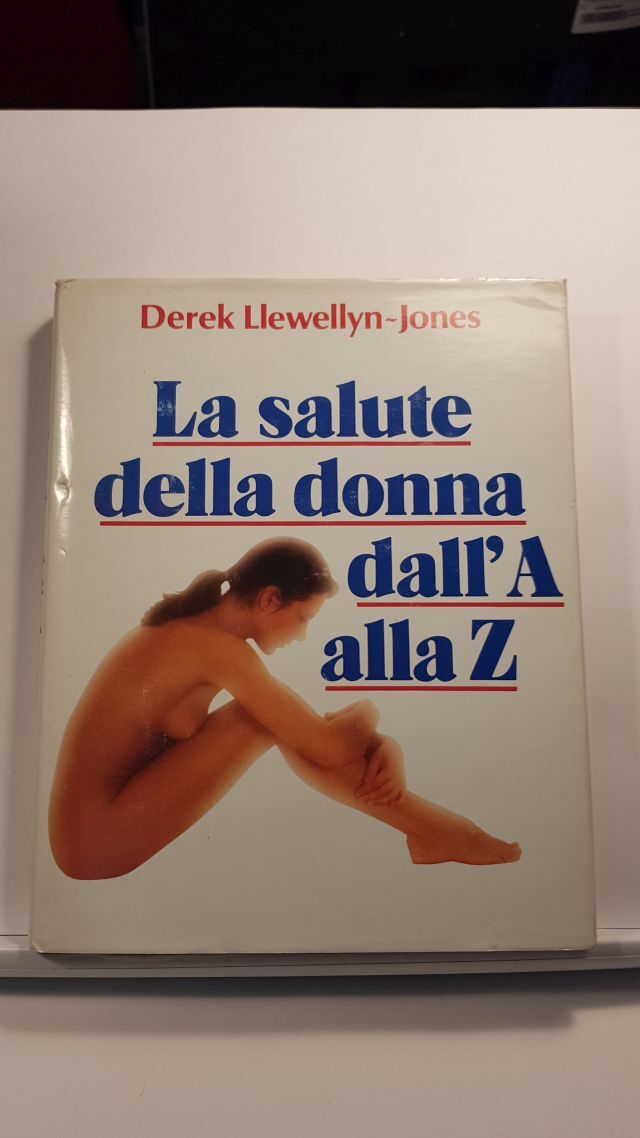 Derek Llewellyn~Jones
La salute
della donna
dall'A
alla Z